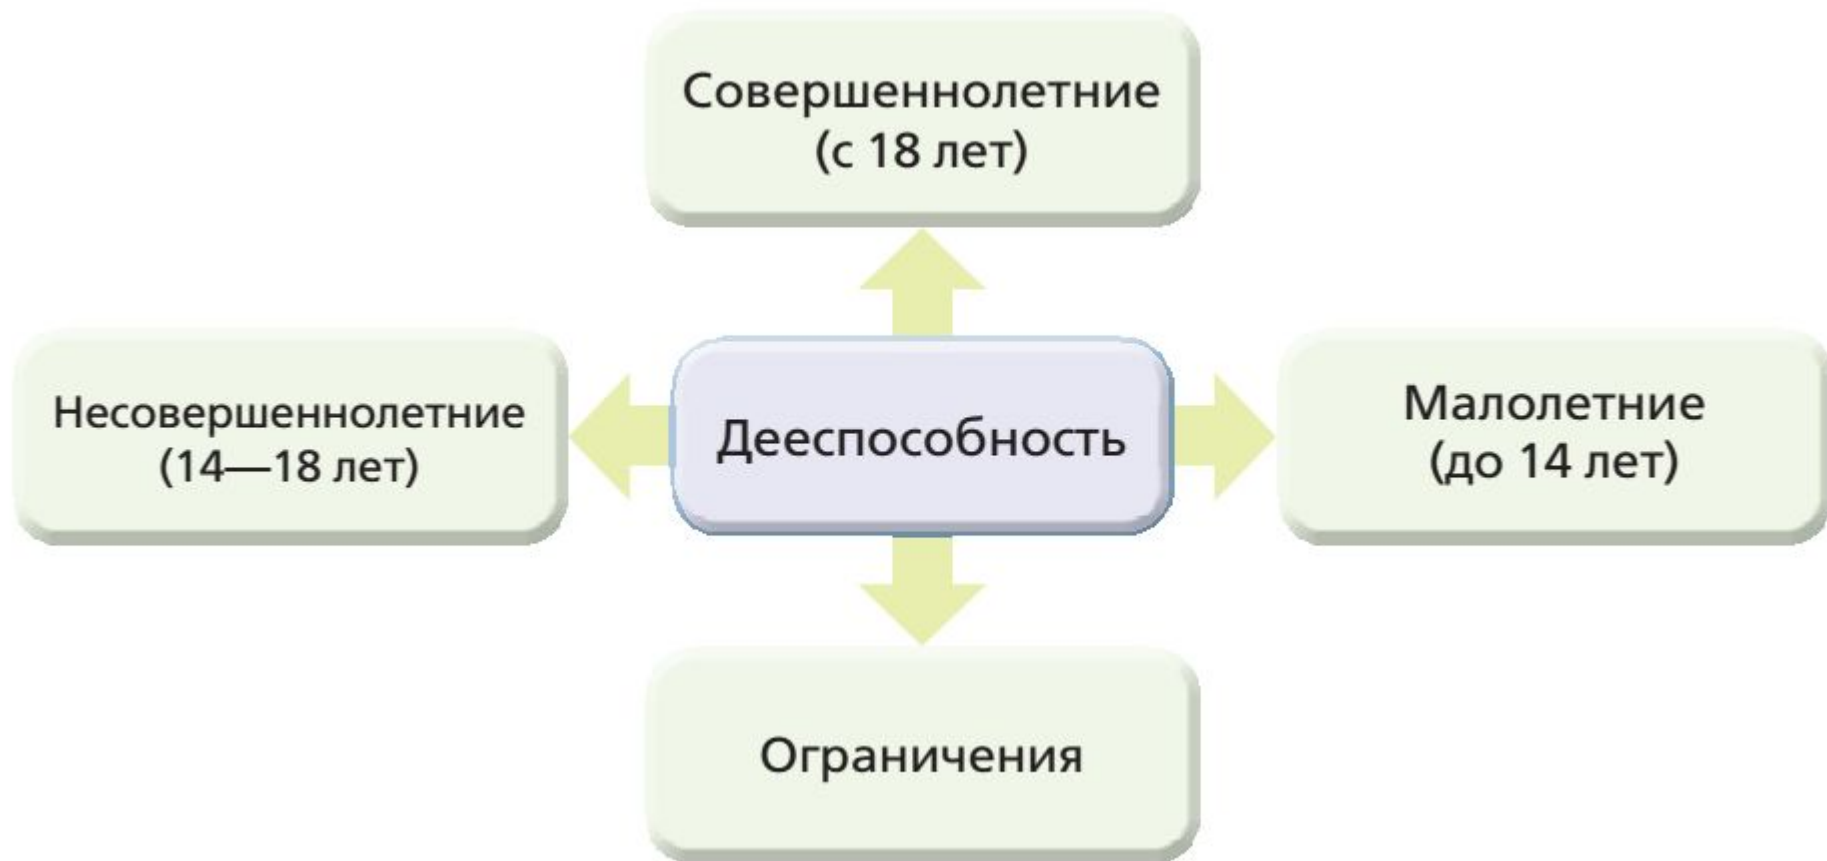 Совершеннолетние
(с 18 лет)
Несовершеннолетние
(14—18 лет)
Дееспособность
Малолетние
(до 14 лет)
Ограничения